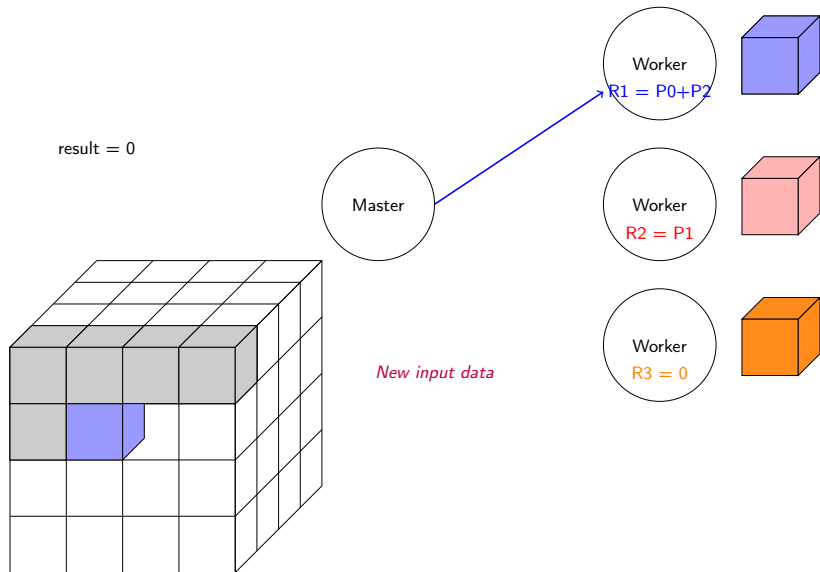 Worker
R1 = P0+P2
result = 0
Master
Worker
R2 = P1
Worker
New input data
R3 = 0